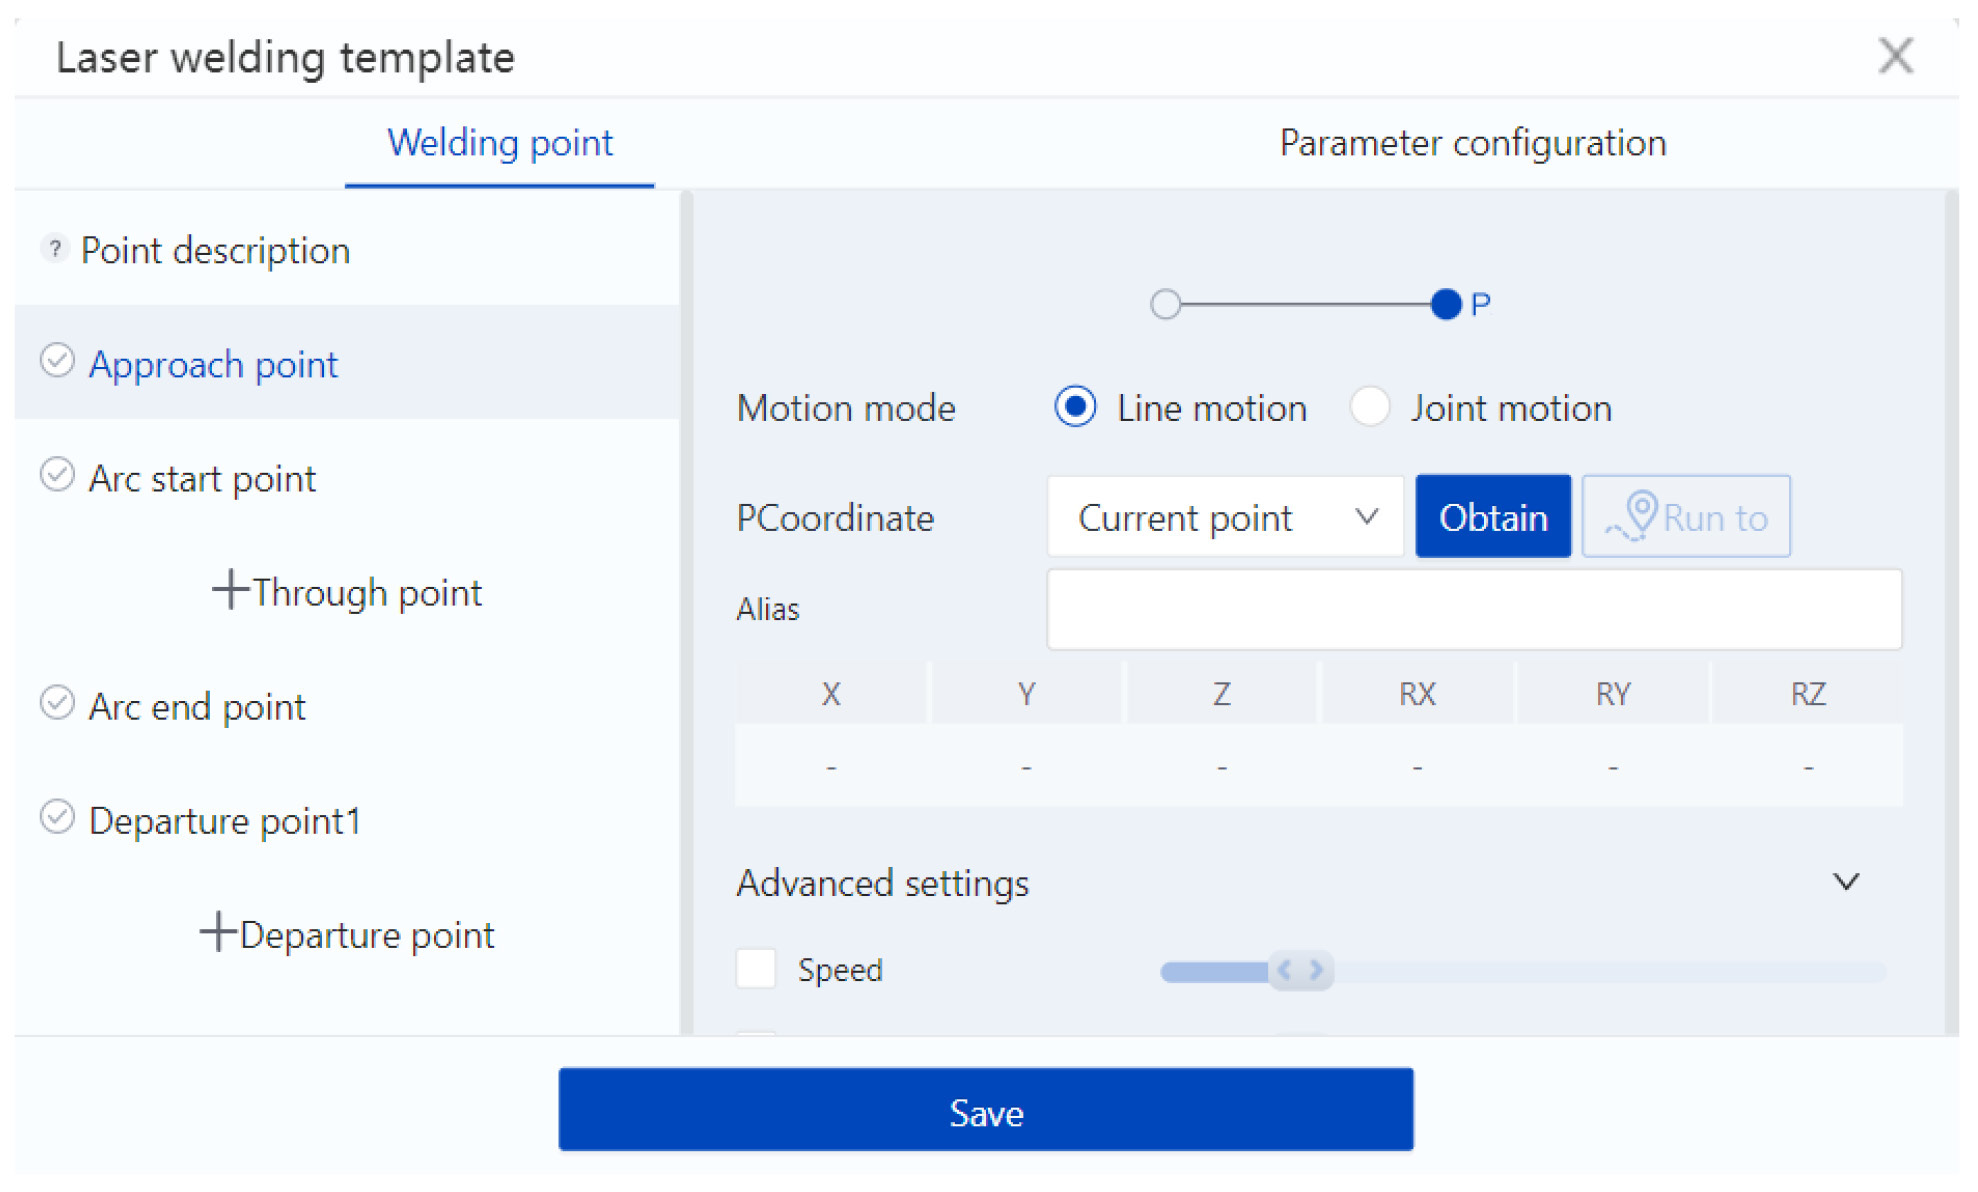 Laser welding template
Welding point
Parameter configuration
? Point description
Approach point
Arc start point
+Through point
Arc end point
Departure point1
+Departure point
P
Motion mode
Line motion
Joint motion
PCoordinate
Current point
Obtain
Run to
Alias
X Y Z RX RY RZ
- - - - - -
Advanced settings
Speed
Save